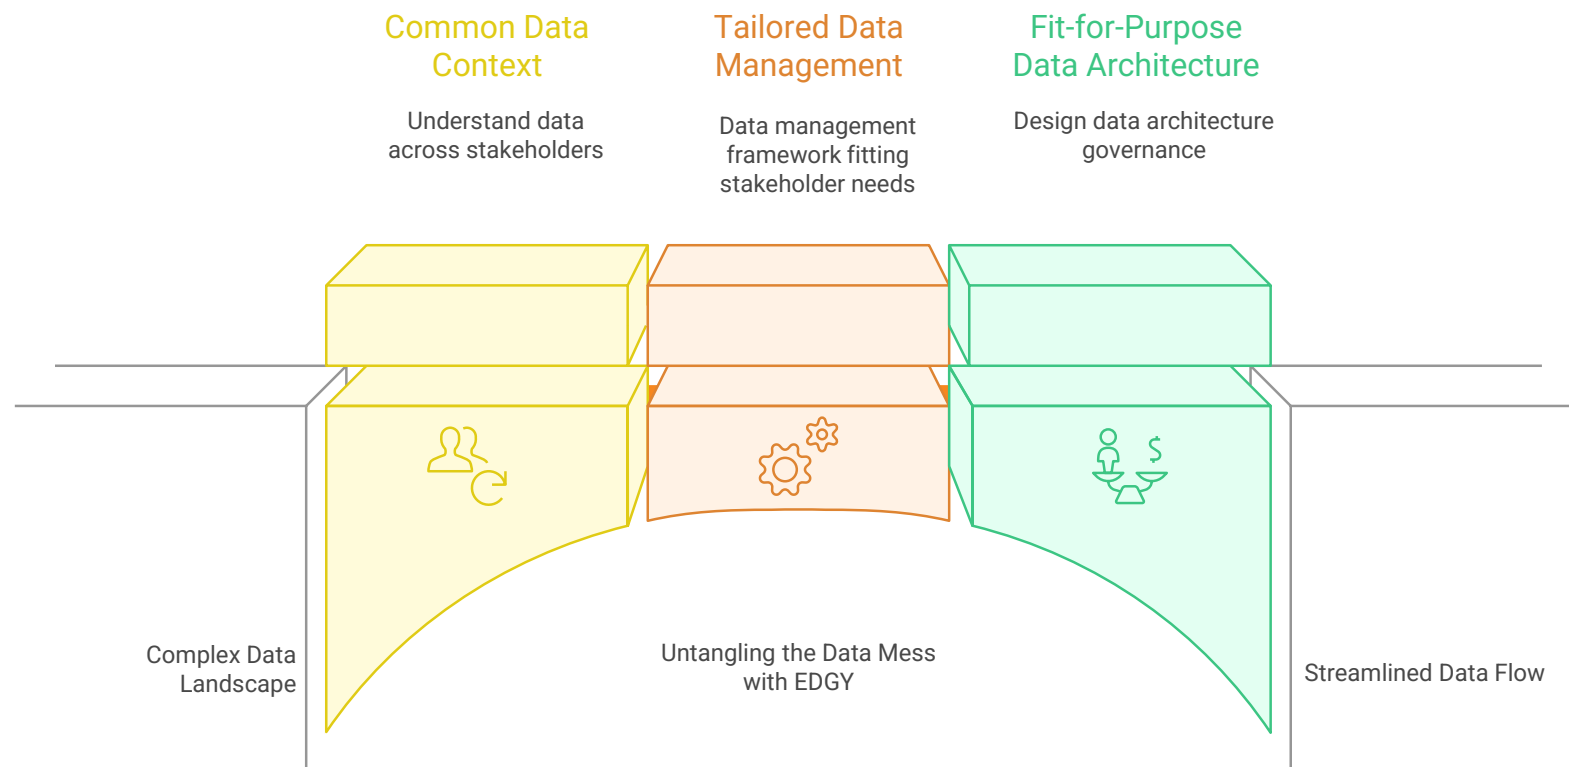 Common Data
Context
Understand data
across stakeholders
Tailored Data
Management
Data management
framework fitting
stakeholder needs
Fit-for-Purpose
Data Architecture
Design data architecture
governance
$
Complex Data
Landscape
Untangling the Data Mess
with EDGY
Streamlined Data Flow